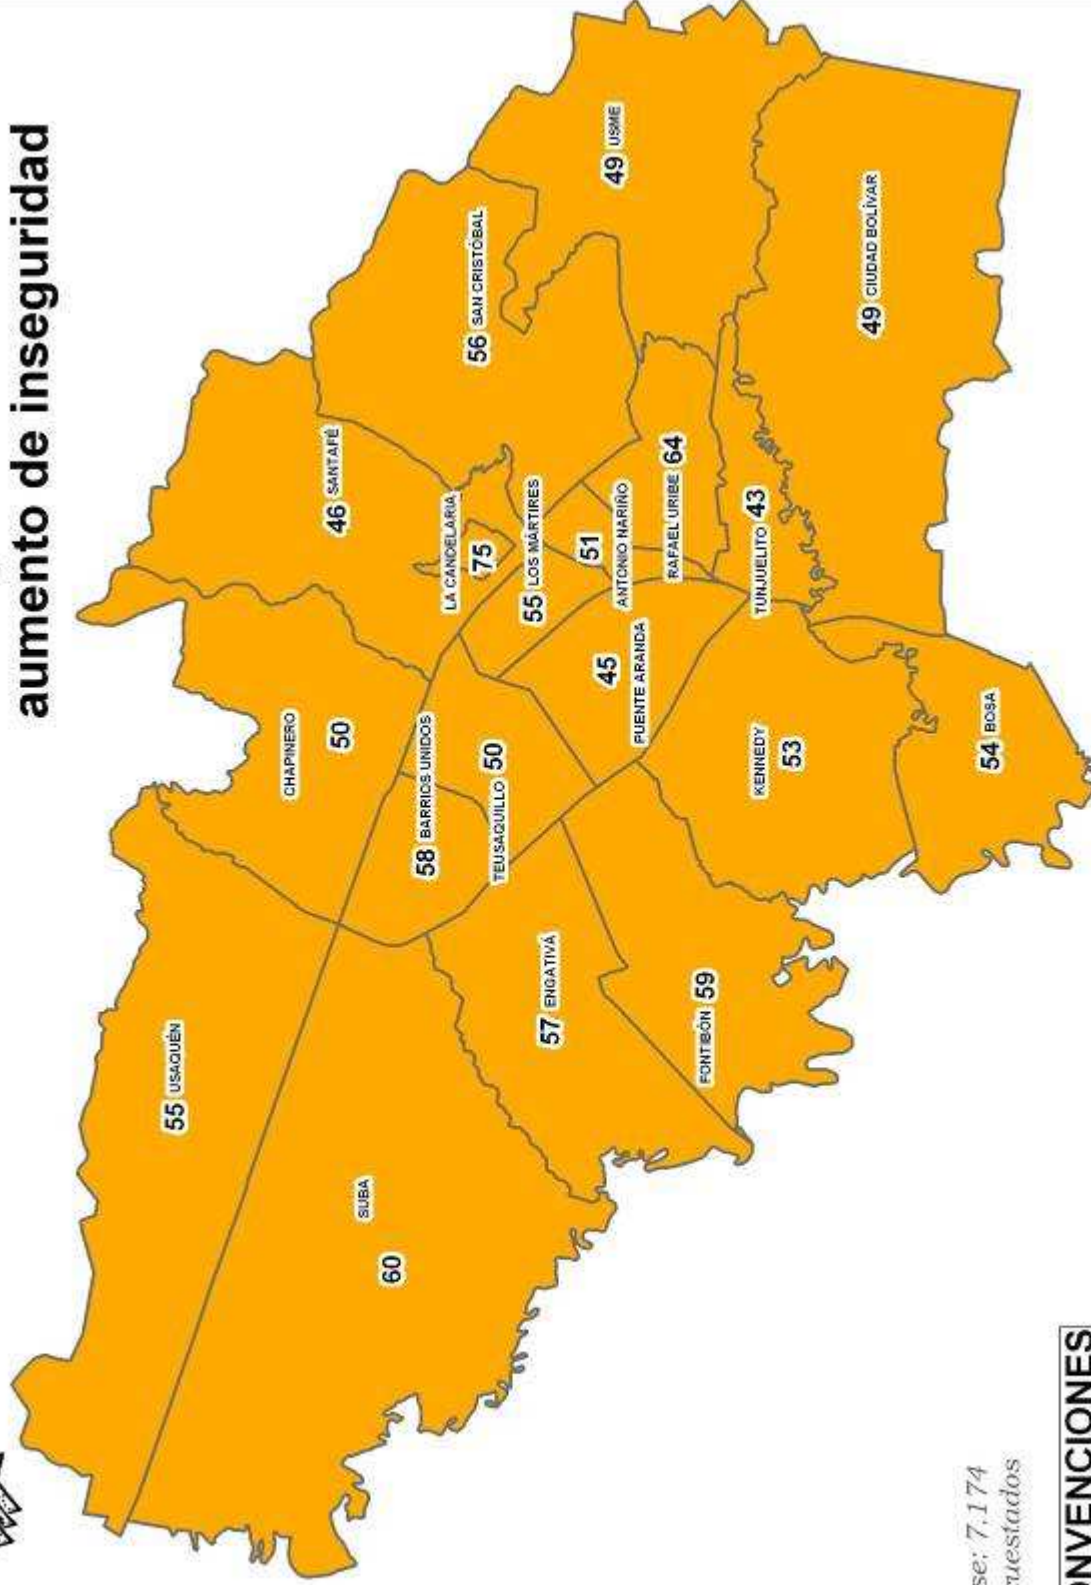 aumento de inseguridad
49 USME
56 SAN CRISTÓBAL
49 CIUDAD BOLÍVAR
46 SANTAFÉ
LA CANDELARIA
75
55 LOS MÁRTIRES
51
ANTONIO NARIÑO
RAFAEL URIBE 64
TUNJUELITO 43
45
PUENTE ARANDA
CHAPINERO
50
58 BARRIOS UNIDOS
TEUSAQUILLO 50
KENNEDY
53
54 BOSA
57 ENGATIVÁ
FONTIBÓN 59
55 USAQUÉN
SUBA
60
se: 7.174
uestados
ONVENCIONES